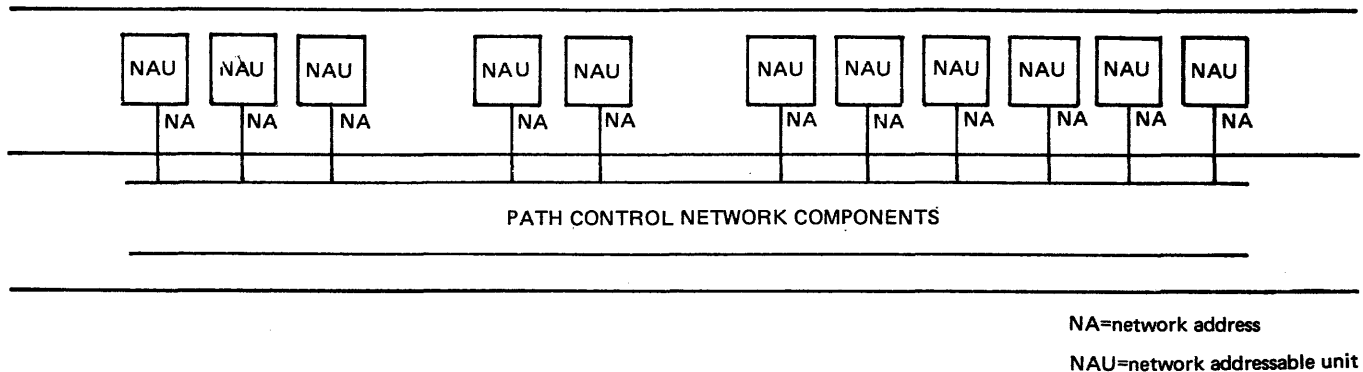 NAU NAU NAU NAU NAU NAU NAU NAU NAU NAU NAU
NA NA NA NA NA NA NA NA NA NA NA
PATH CONTROL NETWORK COMPONENTS
NA=network address
NAU=network addressable unit